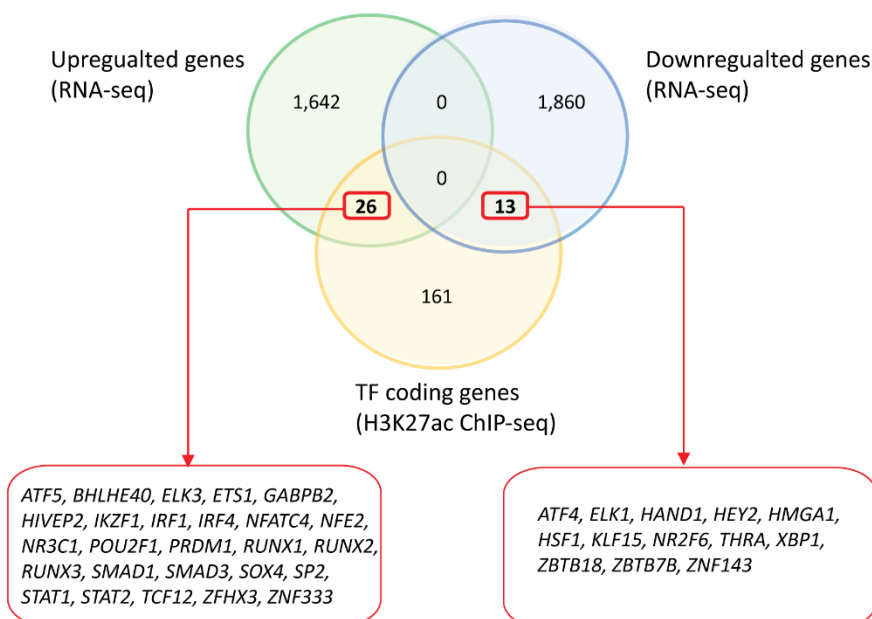 Upregualted genes
(RNA-seq)
Downregualted genes
(RNA-seq)
1,642
0
1,860
0
26
13
161
TF coding genes
(H3K27ac ChIP-seq)
ATF5, BHLHE40, ELK3, ETS1, GABPB2,
HIVEP2, IKZF1, IRF1, IRF4, NFATC4, NFE2,
NR3C1, POU2F1, PRDM1, RUNX1, RUNX2,
RUNX3, SMAD1, SMAD3, SOX4, SP2,
STAT1, STAT2, TCF12, ZFHX3, ZNF333
ATF4, ELK1, HAND1, HEY2, HMGA1,
HSF1, KLF15, NR2F6, THRA, XBP1,
ZBTB18, ZBTB7B, ZNF143